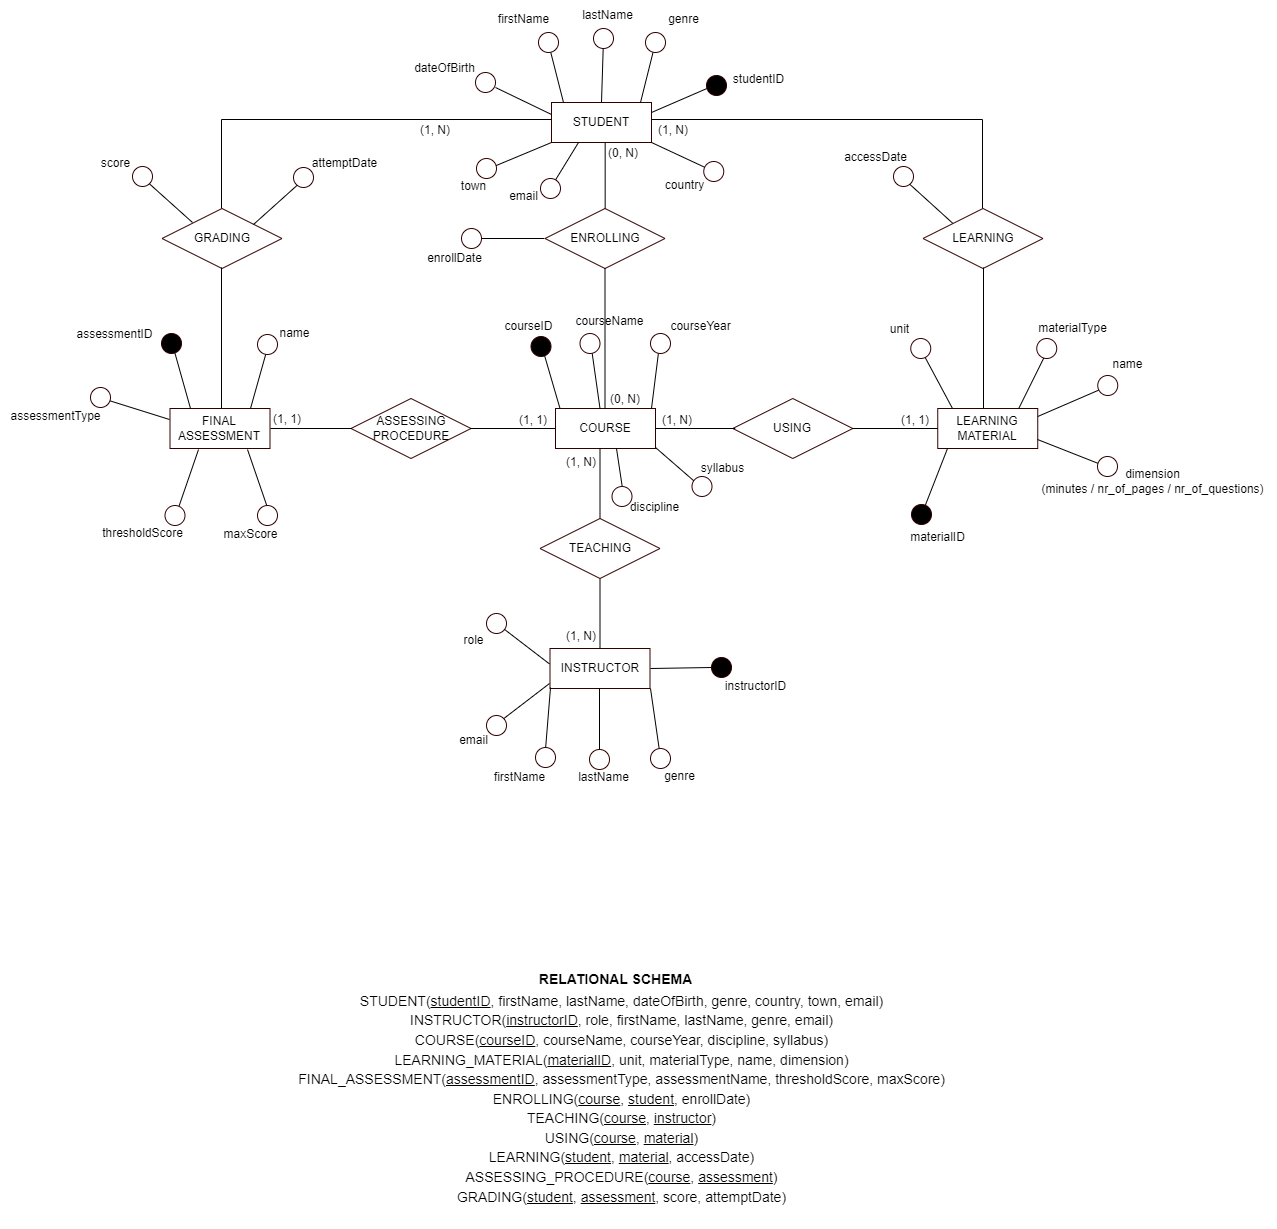 lastName
firstName
genre
dateOfBirth
studentID
STUDENT
(1, N)
(1, N)
(0, N)
score
attemptDate
accessDate
town
email
country
GRADING
ENROLLING
LEARNING
enrollDate
assessmentID
name
courseID
courseName
courseYear
unit
materialType
name
(0, N)
assessmentType
FINAL
ASSESSMENT
(1, 1)
ASSESSING
PROCEDURE
(1, 1)
COURSE
(1, N)
USING
(1, 1)
LEARNING
MATERIAL
(1, N)
syllabus
dimension
(minutes / nr_of_pages / nr_of_questions)
discipline
thresholdScore
maxScore
materialID
TEACHING
(1, N)
role
INSTRUCTOR
instructorID
email
firstName
lastName
genre
RELATIONAL SCHEMA
STUDENT(studentID, firstName, lastName, dateOfBirth, genre, country, town, email)
INSTRUCTOR(instructorID, role, firstName, lastName, genre, email)
COURSE(courseID, courseName, courseYear, discipline, syllabus)
LEARNING_MATERIAL(materialID, unit, materialType, name, dimension)
FINAL_ASSESSMENT(assessmentID, assessmentType, assessmentName, thresholdScore, maxScore)
ENROLLING(course, student, enrollDate)
TEACHING(course, instructor)
USING(course, material)
LEARNING(student, material, accessDate)
ASSESSING_PROCEDURE(course, assessment)
GRADING(student, assessment, score, attemptDate)